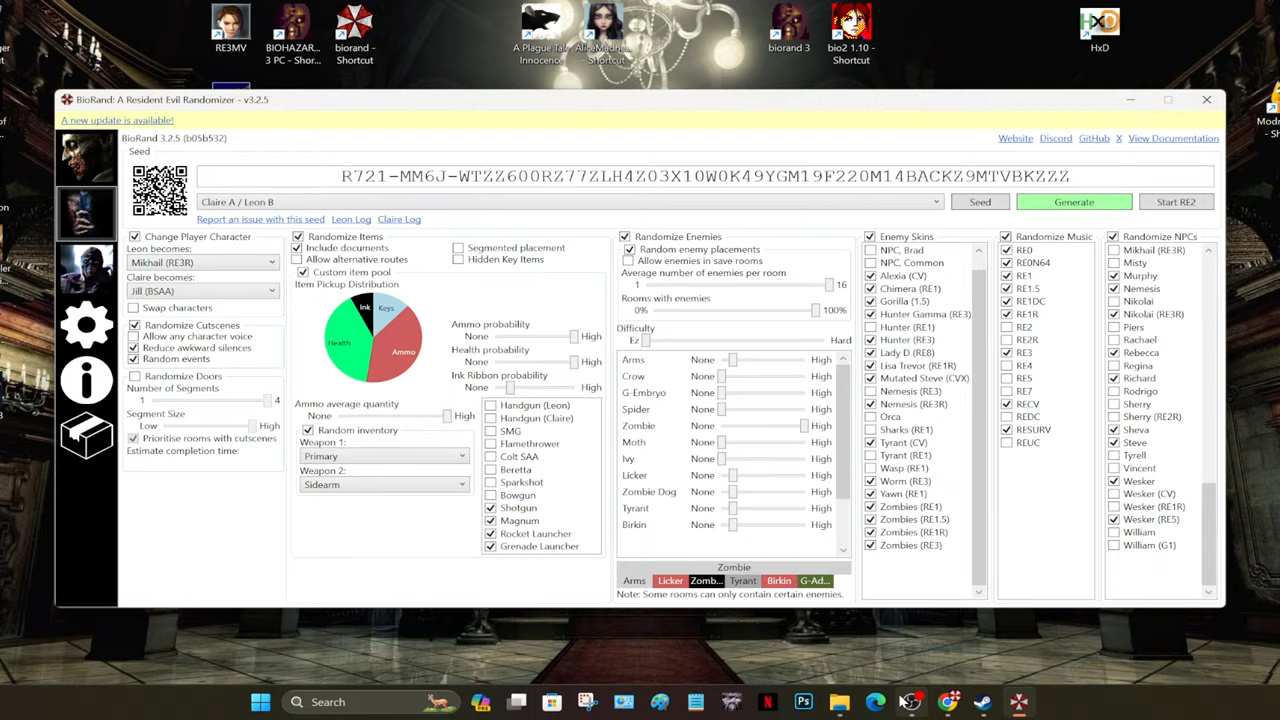 RE3MV
BIOHAZAR...
3 PC - Shor...
biorand -
Shortcut
A Plague Tale
Innocence
AliceMadne...
- Shortcut
biorand 3
bio2 1.10 -
Shortcut
HxD
BioRand: A Resident Evil Randomizer - v3.2.5
A new update is available!
BioRand 3.2.5 (b05b532)
Website Discord GitHub X View Documentation
Seed
R721-MM6J-WTZZ600RZ77ZLH4Z03X10W0K49YGM19F220M14BACKZ9MTVBKZZZ
Claire A / Leon B
Seed
Generate
Start RE2
Report an issue with this seed Leon Log Claire Log
Change Player Character
Leon becomes:
Mikhail (RE3R)
Claire becomes:
Jill (BSAA)
Swap characters
Randomize Cutscenes
Allow any character voice
Reduce awkward silences
Random events
Randomize Doors
Number of Segments
1 4
Segment Size
Low High
Prioritise rooms with cutscenes
Estimate completion time:
Randomize Items
Include documents
Allow alternative routes
Segmented placement
Hidden Key Items
Custom item pool
Item Pickup Distribution
Ink
Keys
Health
Ammo
Ammo probability
None High
Health probability
None High
Ink Ribbon probability
None High
Ammo average quantity
None High
Random inventory
Weapon 1:
Primary
Weapon 2:
Sidearm
Handgun (Leon)
Handgun (Claire)
SMG
Flamethrower
Colt SAA
Beretta
Sparkshot
Bowgun
Shotgun
Magnum
Rocket Launcher
Grenade Launcher
Randomize Enemies
Random enemy placements
Allow enemies in save rooms
Average number of enemies per room
1 16
Rooms with enemies
0% 100%
Difficulty
Ez Hard
Arms None High
Crow None High
G-Embryo None High
Spider None High
Zombie None High
Moth None High
Ivy None High
Licker None High
Zombie Dog None High
Tyrant None High
Birkin None High
Zombie
Arms Licker Zomb... Tyrant Birkin G-Ad...
Note: Some rooms can only contain certain enemies.
Enemy Skins
NPC, Brad
NPC, Common
Alexia (CV)
Chimera (RE1)
Gorilla (1.5)
Hunter Gamma (RE3)
Hunter (RE1)
Hunter (RE3)
Lady D (RE8)
Lisa Trevor (RE1R)
Mutated Steve (CVX)
Nemesis (RE3)
Nemesis (RE3R)
Orca
Sharks (RE1)
Tyrant (CV)
Tyrant (RE1)
Wasp (RE1)
Worm (RE3)
Yawn (RE1)
Zombies (RE1)
Zombies (RE1.5)
Zombies (RE1R)
Zombies (RE3)
Randomize Music
RE0
RE0N64
RE1
RE1.5
RE1DC
RE1R
RE2
RE2R
RE3
RE4
RE5
RE7
RECV
REDC
RESURV
REUC
Randomize NPCs
Mikhail (RE3R)
Misty
Murphy
Nemesis
Nikolai
Nikolai (RE3R)
Piers
Rachael
Rebecca
Regina
Richard
Rodrigo
Sherry
Sherry (RE2R)
Sheva
Steve
Tyrell
Vincent
Wesker
Wesker (CV)
Wesker (RE1R)
Wesker (RE5)
William
William (G1)
Search
PRE
N
Ps